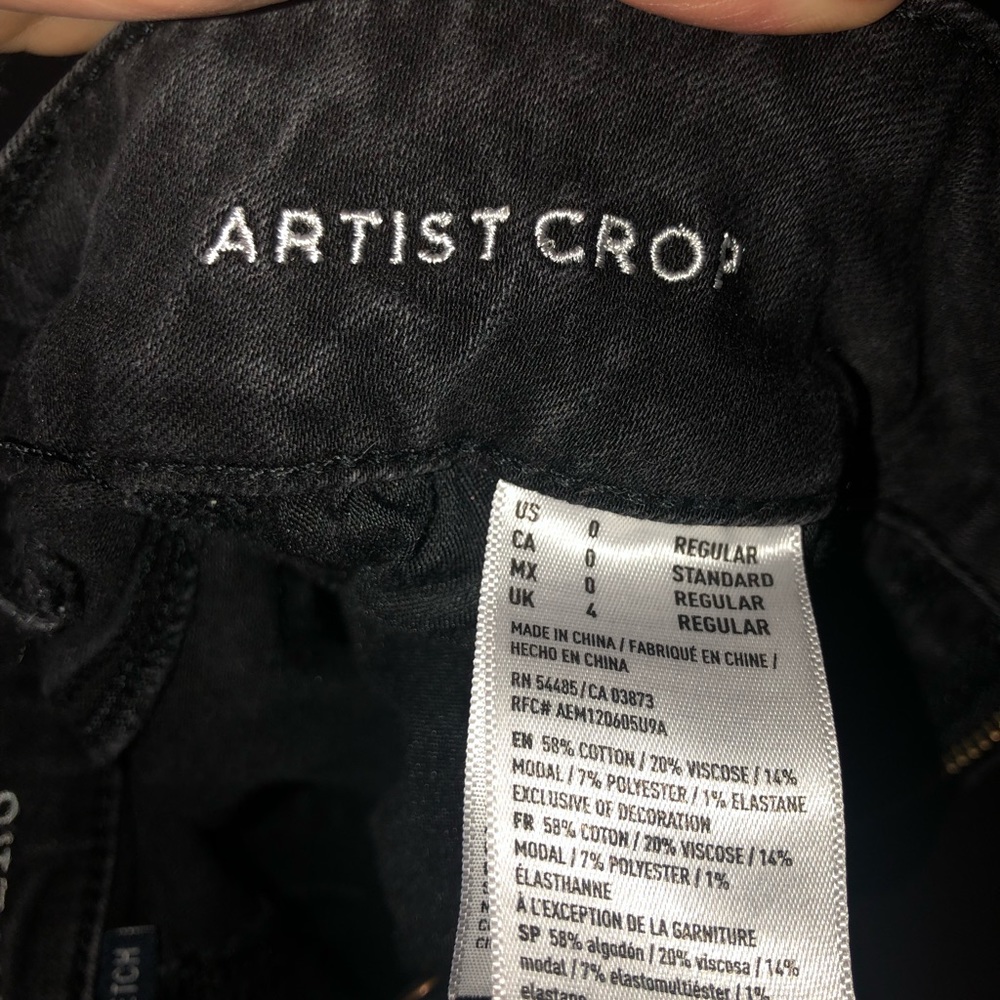 ARTIST CROP
US 0 REGULAR
CA 0 STANDARD
MX 0 REGULAR
UK 4 REGULAR
MADE IN CHINA / FABRIQUÉ EN CHINE /
HECHO EN CHINA
RN 54485 / CA 03873
RFC# AEM120605U9A
EN 58% COTTON / 20% VISCOSE / 14%
MODAL / 7% POLYESTER / 1% ELASTANE
EXCLUSIVE OF DECORATION
FR 58% COTON / 20% VISCOSE / 14%
MODAL / 7% POLYESTER / 1%
ÉLASTHANNE
À L'EXCEPTION DE LA GARNITURE
SP 58% algodón / 20% viscosa / 14%
modal / 7% elastomultiéster / 1%
elastano
TCH